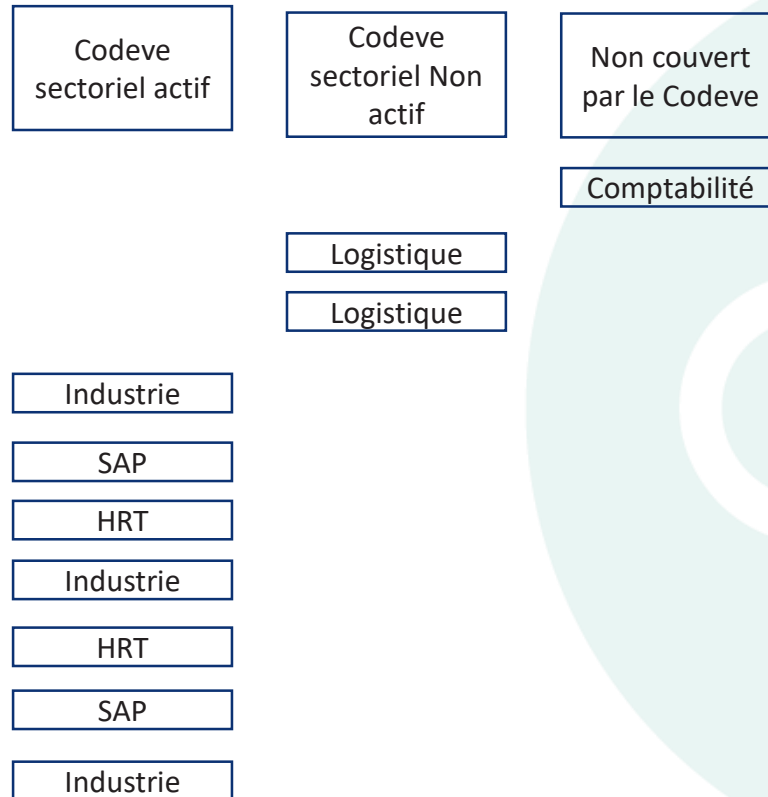 Codeve
sectoriel actif
Codeve
sectoriel Non
actif
Non couvert
par le Codeve
Comptabilité
Logistique
Logistique
Industrie
SAP
HRT
Industrie
HRT
SAP
Industrie